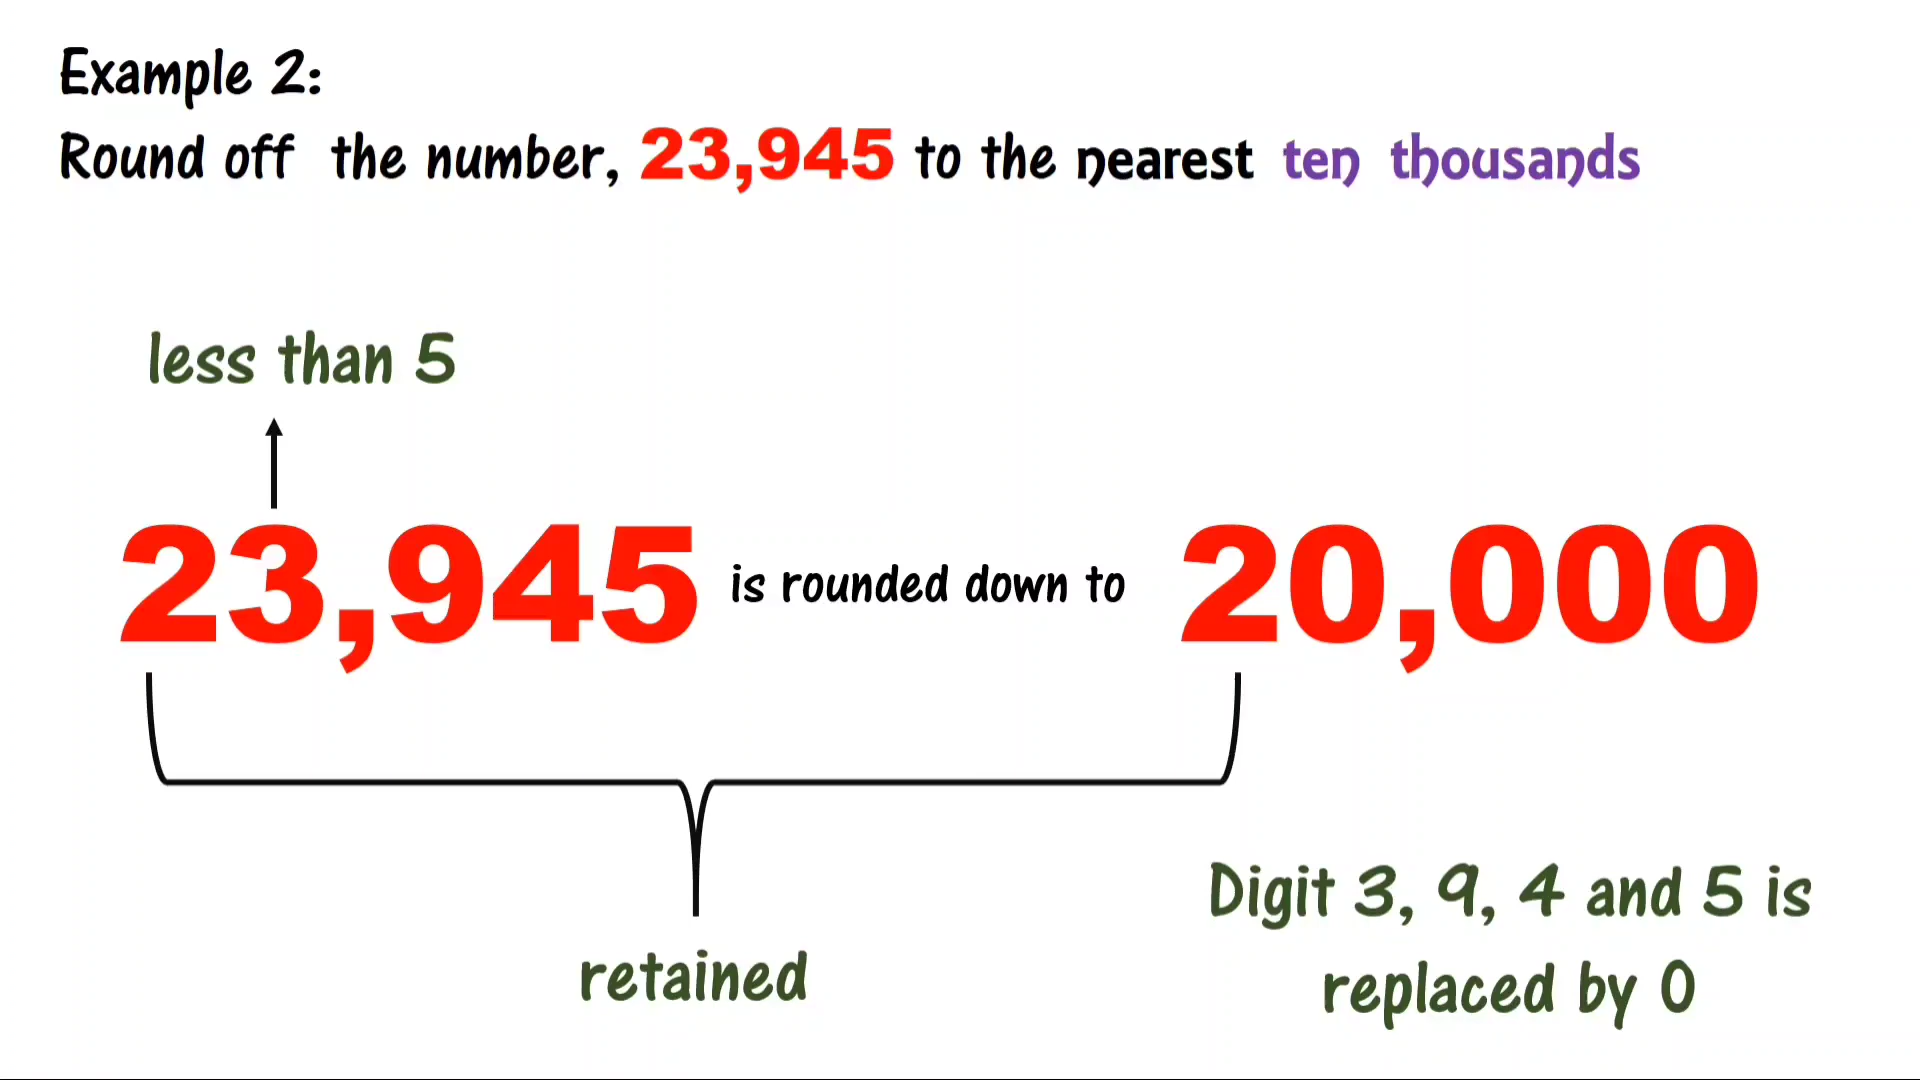 Example 2:
Round off the number, 23,945 to the nearest ten thousands
less than 5
23,945 is rounded down to 20,000
retained
Digit 3, 9, 4 and 5 is
replaced by 0